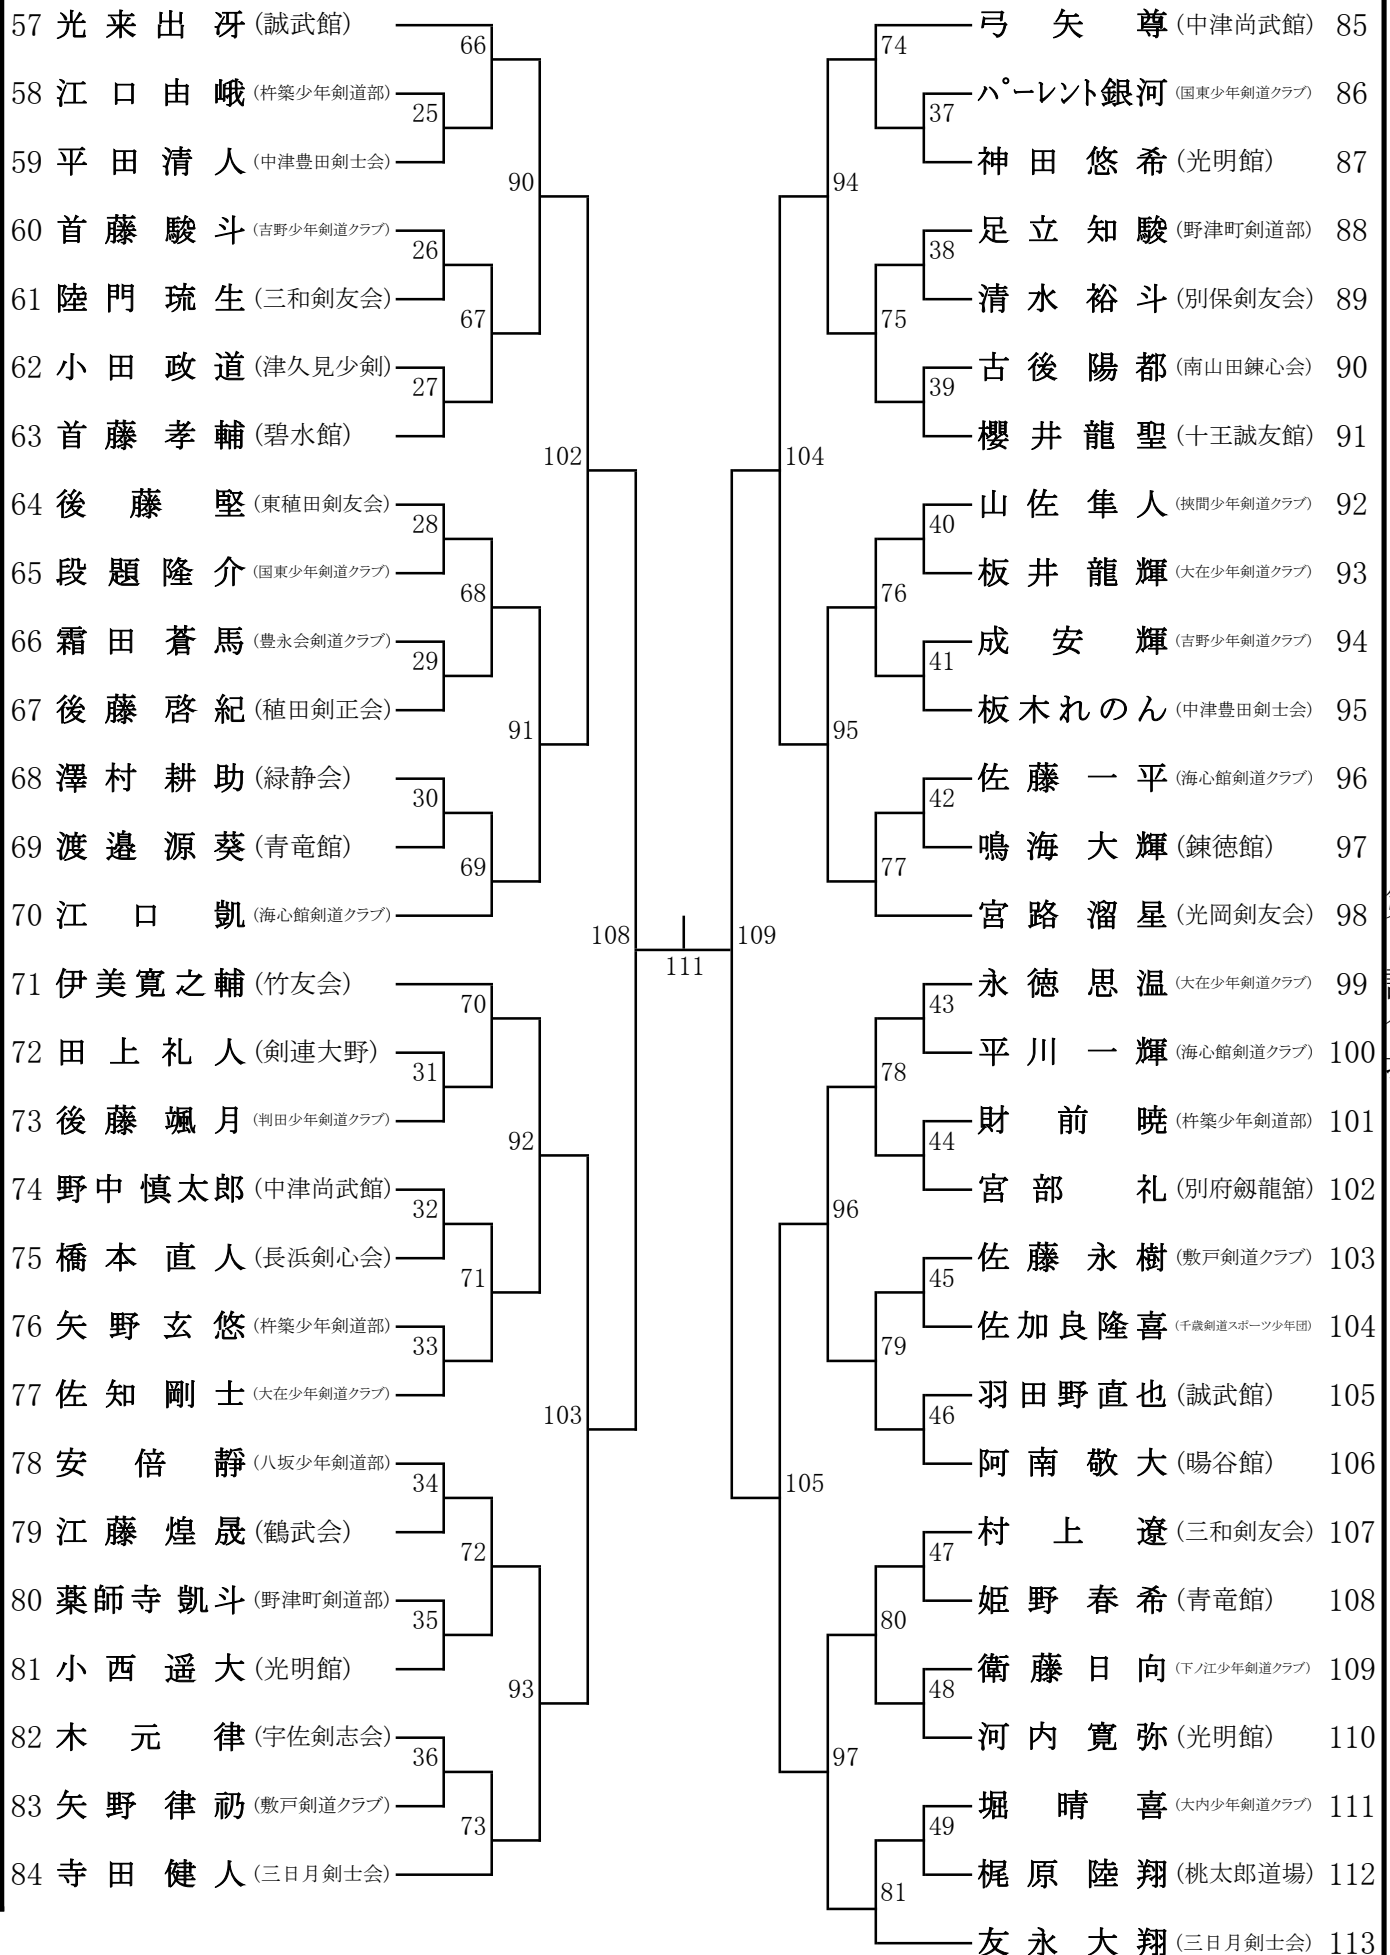 57 光来出冴 (誠武館)
58 江口由峨 (杵築少年剣道部)
59 平田清人 (中津豊田剣士会)
60 首藤駿斗 (吉野少年剣道クラブ)
61 陸門琉生 (三和剣友会)
62 小田政道 (津久見少剣)
63 首藤孝輔 (碧水館)
64 後藤堅 (東稙田剣友会)
65 段題隆介 (国東少年剣道クラブ)
66 霜田蒼馬 (豊永会剣道クラブ)
67 後藤啓紀 (稙田剣正会)
68 澤村耕助 (緑静会)
69 渡邉源葵 (青竜館)
70 江口凱 (海心館剣道クラブ)
71 伊美寛之輔 (竹友会)
72 田上礼人 (剣連大野)
73 後藤颯月 (判田少年剣道クラブ)
74 野中慎太郎 (中津尚武館)
75 橋本直人 (長浜剣心会)
76 矢野玄悠 (杵築少年剣道部)
77 佐知剛士 (大在少年剣道クラブ)
78 安倍静 (八坂少年剣道部)
79 江藤煌晟 (鶴武会)
80 薬師寺凱斗 (野津町剣道部)
81 小西遥大 (光明館)
82 木元律 (宇佐剣志会)
83 矢野律礽 (敷戸剣道クラブ)
84 寺田健人 (三日月剣士会)
66
25
90
26
67
27
102
28
68
29
91
30
69
108
70
31
92
32
71
33
103
34
72
35
93
36
73
111
109
74
37
94
38
75
39
104
40
76
41
95
42
77
43
78
44
96
45
79
46
105
47
80
48
97
49
81
弓矢尊 (中津尚武館) 85
パーレント銀河 (国東少年剣道クラブ) 86
神田悠希 (光明館) 87
足立知駿 (野津町剣道部) 88
清水裕斗 (別保剣友会) 89
古後陽都 (南山田錬心会) 90
櫻井龍聖 (十王誠友館) 91
山佐隼人 (挾間少年剣道クラブ) 92
板井龍輝 (大在少年剣道クラブ) 93
成安輝 (吉野少年剣道クラブ) 94
板木れのん (中津豊田剣士会) 95
佐藤一平 (海心館剣道クラブ) 96
鳴海大輝 (錬徳館) 97
宮路溜星 (光岡剣友会) 98
永徳思温 (大在少年剣道クラブ) 99
平川一輝 (海心館剣道クラブ) 100
財前暁 (杵築少年剣道部) 101
宮部礼 (別府劔龍舘) 102
佐藤永樹 (敷戸剣道クラブ) 103
佐加良隆喜 (千歳剣道スポーツ少年団) 104
羽田野直也 (誠武館) 105
阿南敬大 (暘谷館) 106
村上遼 (三和剣友会) 107
姫野春希 (青竜館) 108
衛藤日向 (下ノ江少年剣道クラブ) 109
河内寛弥 (光明館) 110
堀晴喜 (大内少年剣道クラブ) 111
梶原陸翔 (桃太郎道場) 112
友永大翔 (三日月剣士会) 113